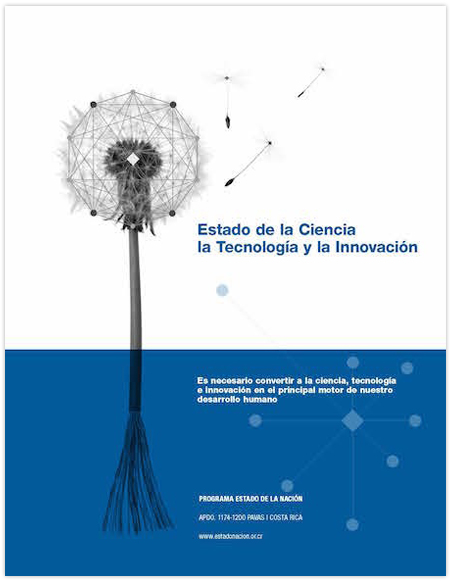 Estado de la Ciencia
la Tecnología y la Innovación
Es necesario convertir a la ciencia, tecnología
e innovación en el principal motor de nuestro
desarrollo humano
PROGRAMA ESTADO DE LA NACIÓN
APDO. 1174-1200 PAVAS I COSTA RICA
www.estadonacion.or.cr